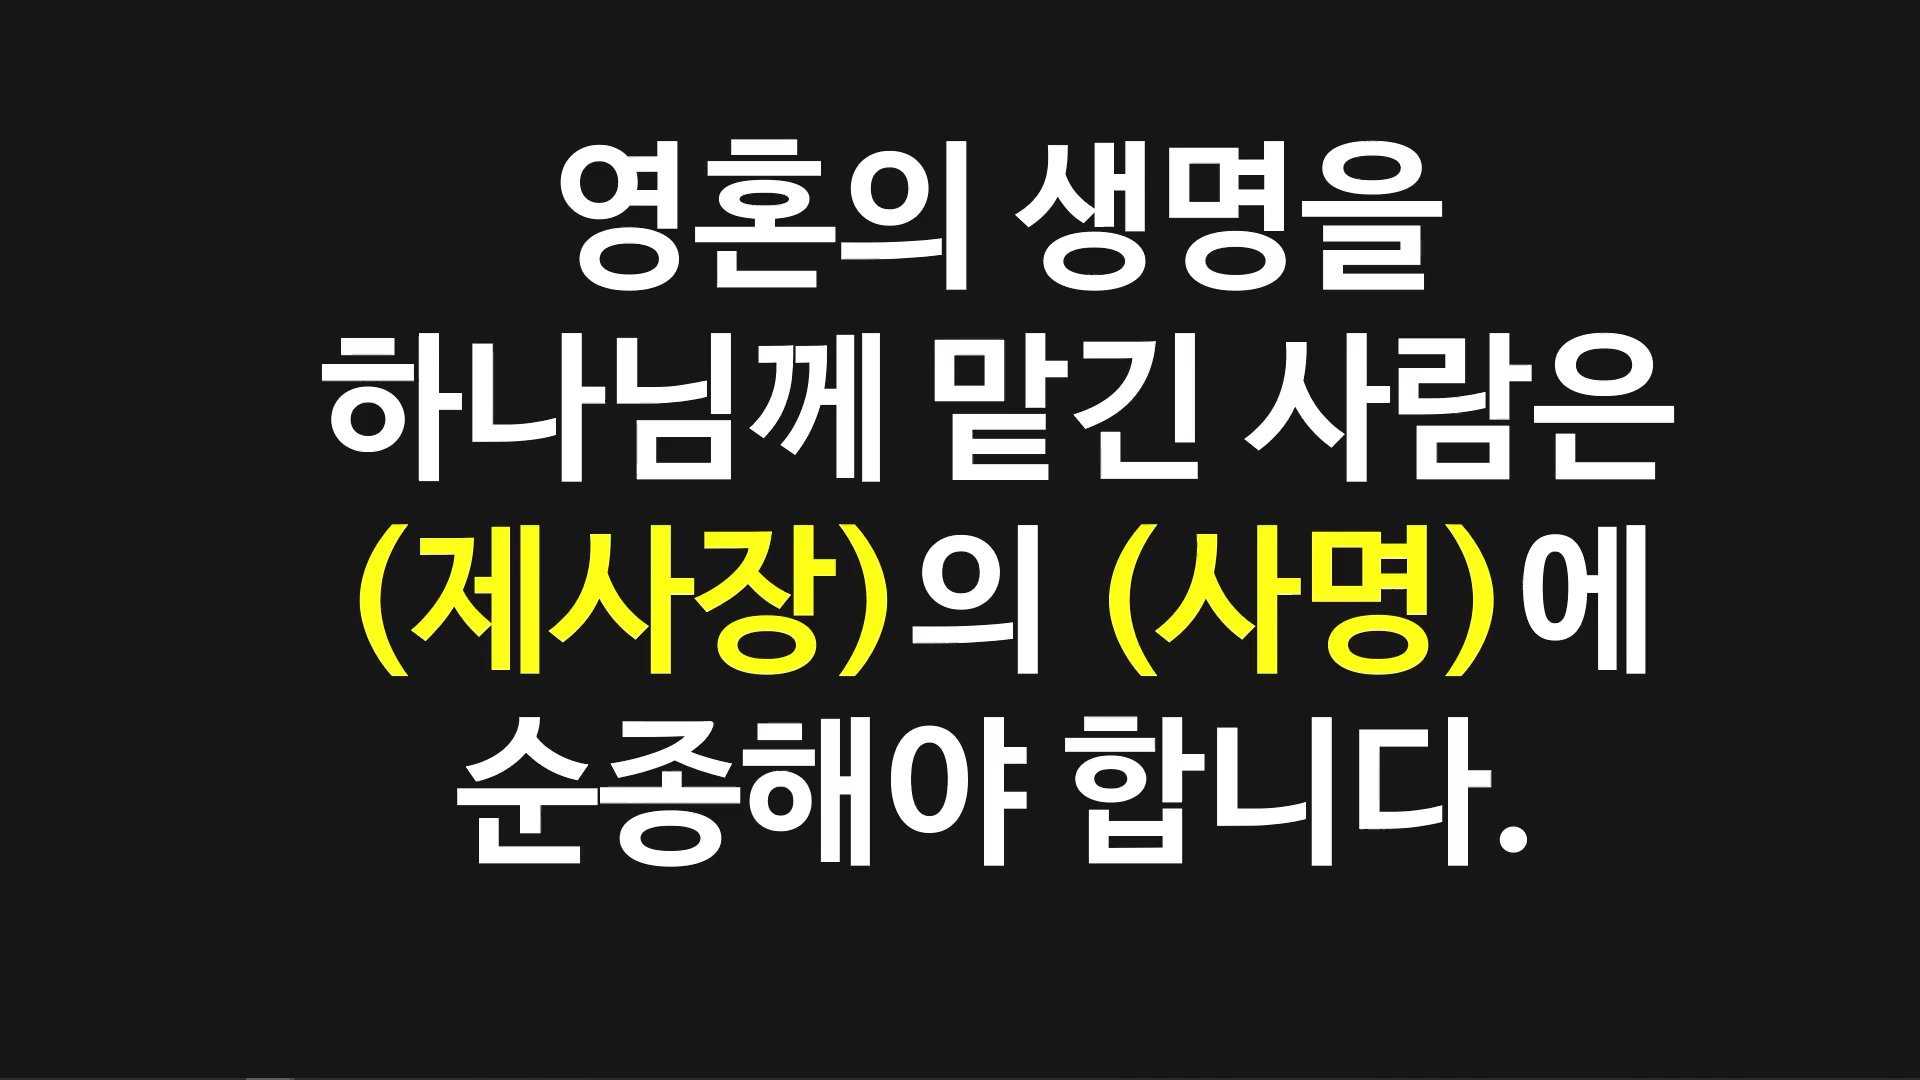 영혼의 생명을
하나님께 맡긴 사람은
(제사장)의 (사명)에
순종해야 합니다.